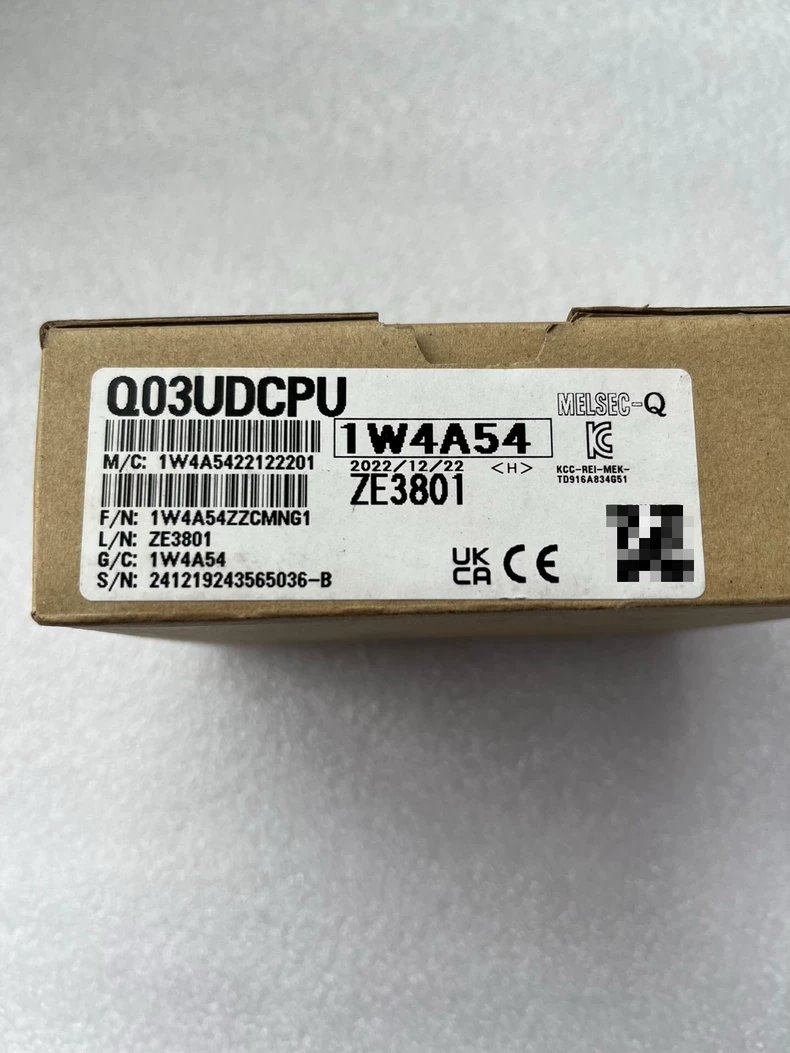 Q03UDCPU
MELSEC-Q
1W4A54
M/C: 1W4A5422122201
2022/12/22 <H>
KCC-REI-MEK-
TD916A834G51
ZE3801
F/N: 1W4A54ZZCMNG1
L/N: ZE3801
G/C: 1W4A54
S/N: 241219243565036-B
UK
CA CE